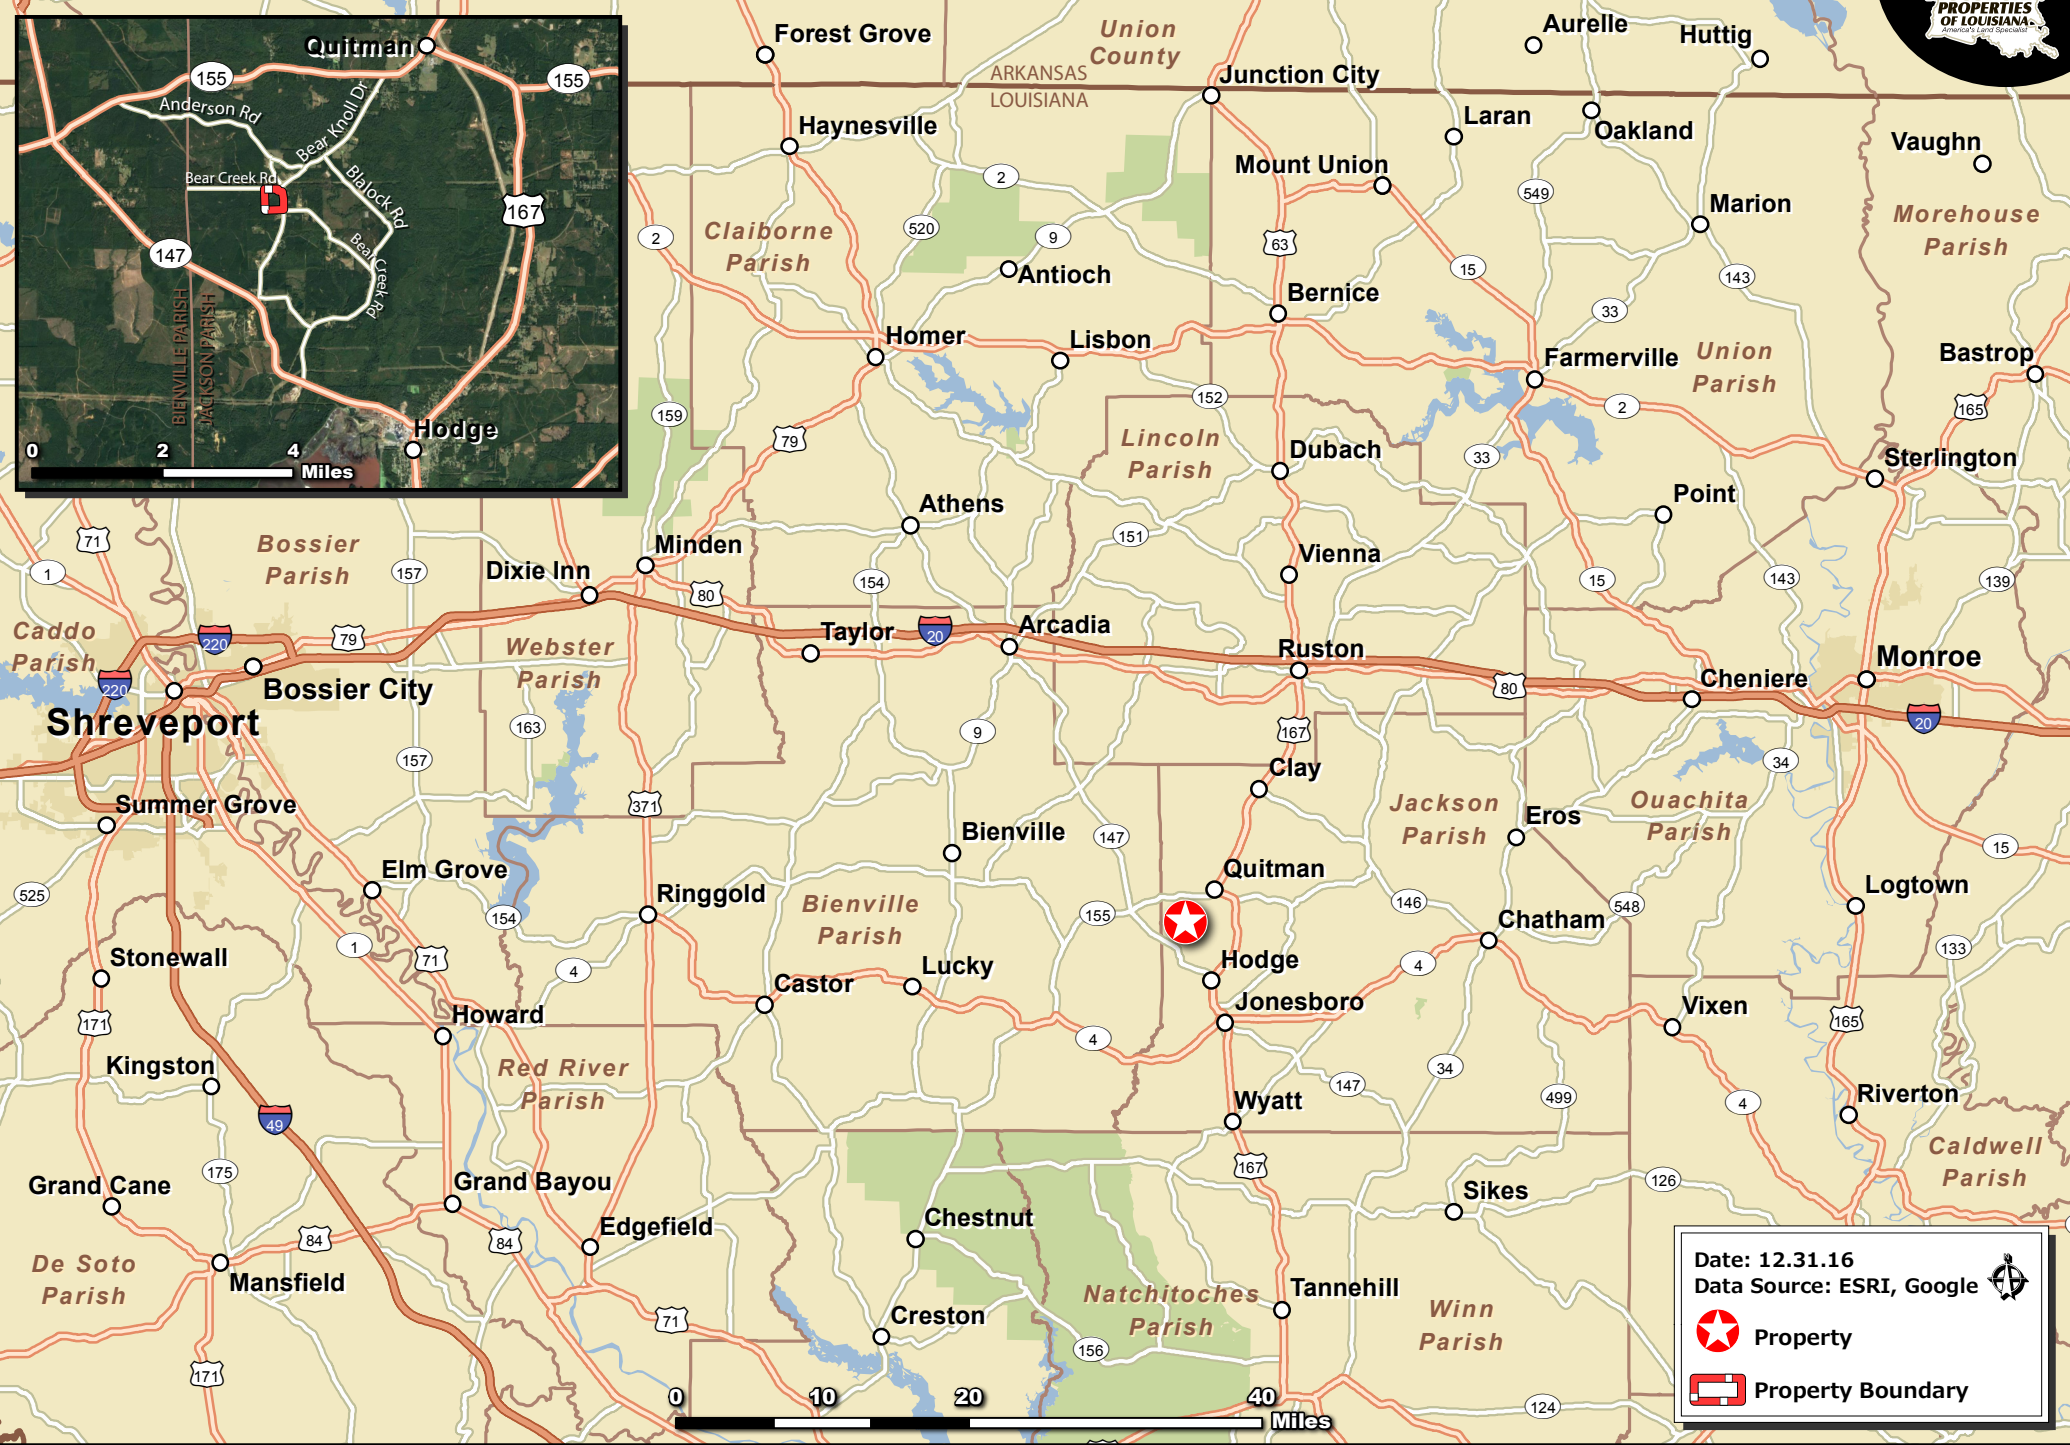 PROPERTIES
OF LOUISIANA
America's Land Specialist
Quitman
155
155
Anderson Rd
Bear Knoll Dr
Bear Creek Rd
Blalock Rd
Bear Creek Rd
167
147
BIENVILLE PARISH
JACKSON PARISH
Hodge
0 2 4
Miles
Forest Grove
Union
County
Aurelle
Huttig
ARKANSAS
LOUISIANA
Junction City
Haynesville
Laran
Oakland
Vaughn
Mount Union
2
549
Marion
Morehouse
Parish
Claiborne
Parish
520
9
2
63
15
143
Antioch
Bernice
33
Homer
Lisbon
Farmerville
Union
Parish
Bastrop
159
79
152
2
165
Lincoln
Parish
Dubach
33
Sterlington
Athens
Point
71
Bossier
Parish
Minden
151
Vienna
1
157
Dixie Inn
80
154
15
143
139
Caddo
Parish
220
79
Webster
Parish
Taylor
20
Arcadia
Ruston
Monroe
220
Bossier City
80
Cheniere
Shreveport
163
9
167
20
157
Clay
34
Summer Grove
371
Jackson
Parish
Ouachita
Parish
Eros
Bienville
147
15
Elm Grove
Quitman
525
Ringgold
Bienville
Parish
155
146
548
Logtown
154
Chatham
1
71
133
Stonewall
4
Lucky
Hodge
4
Castor
Jonesboro
Vixen
171
Howard
4
165
Kingston
Red River
Parish
34
147
499
Wyatt
4
Riverton
49
Caldwell
Parish
175
167
Grand Cane
Grand Bayou
Sikes
126
Chestnut
84
84
Edgefield
De Soto
Parish
Mansfield
Natchitoches
Parish
Tannehill
Winn
Parish
71
Creston
156
171
124
0 10 20 40
Miles
Date: 12.31.16
Data Source: ESRI, Google
Property
Property Boundary